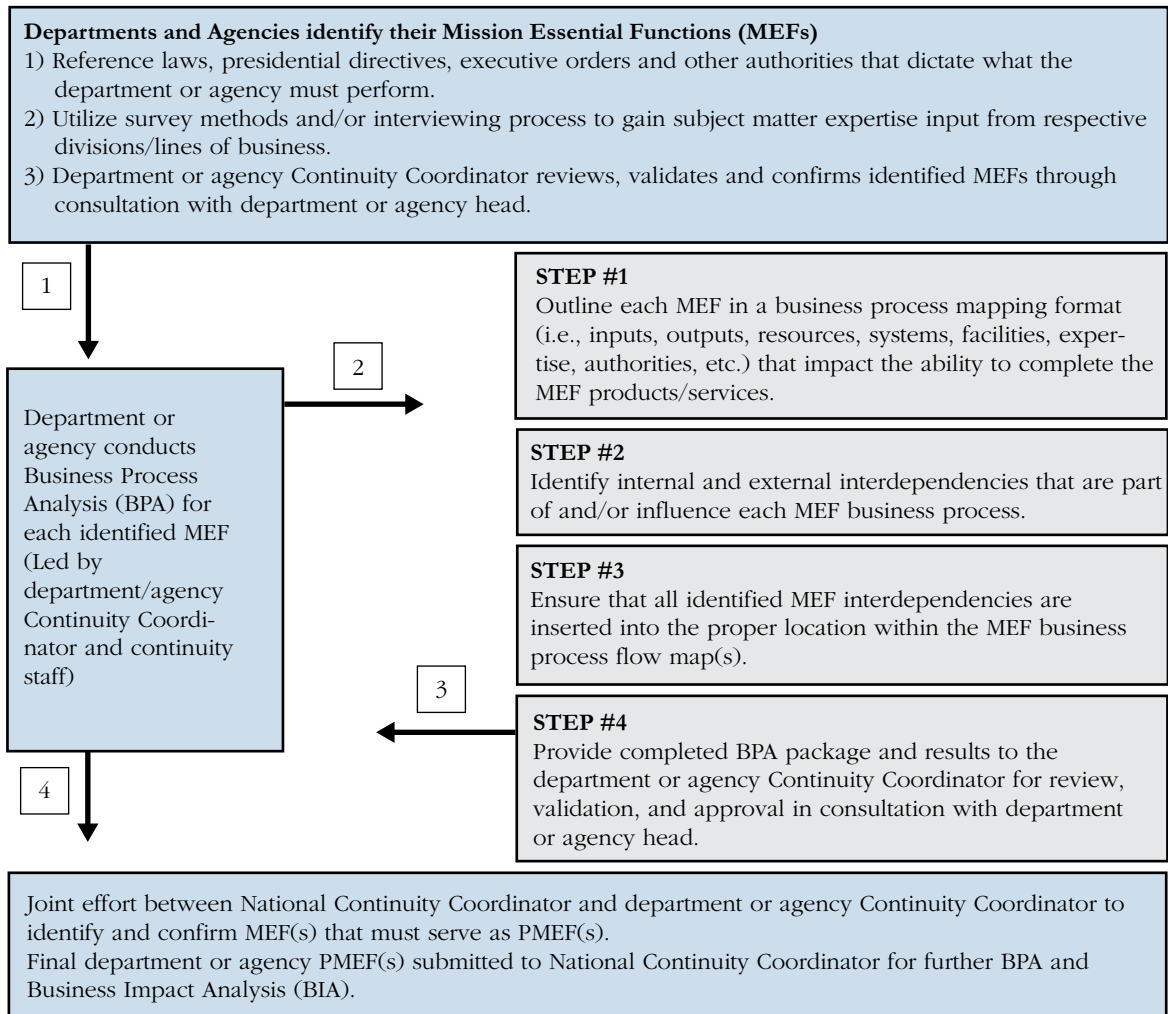 Departments and Agencies identify their Mission Essential Functions (MEFs)
1) Reference laws, presidential directives, executive orders and other authorities that dictate what the
department or agency must perform.
2) Utilize survey methods and/or interviewing process to gain subject matter expertise input from respective
divisions/lines of business.
3) Department or agency Continuity Coordinator reviews, validates and confirms identified MEFs through
consultation with department or agency head.
1
STEP #1
Outline each MEF in a business process mapping format
(i.e., inputs, outputs, resources, systems, facilities, exper-
tise, authorities, etc.) that impact the ability to complete the
MEF products/services.
2
Department or
agency conducts
Business Process
Analysis (BPA) for
each identified MEF
(Led by
department/agency
Continuity Coordi-
nator and continuity
staff)
STEP #2
Identify internal and external interdependencies that are part
of and/or influence each MEF business process.
STEP #3
Ensure that all identified MEF interdependencies are
inserted into the proper location within the MEF business
process flow map(s).
3
STEP #4
Provide completed BPA package and results to the
department or agency Continuity Coordinator for review,
validation, and approval in consultation with department
or agency head.
4
Joint effort between National Continuity Coordinator and department or agency Continuity Coordinator to
identify and confirm MEF(s) that must serve as PMEF(s).
Final department or agency PMEF(s) submitted to National Continuity Coordinator for further BPA and
Business Impact Analysis (BIA).